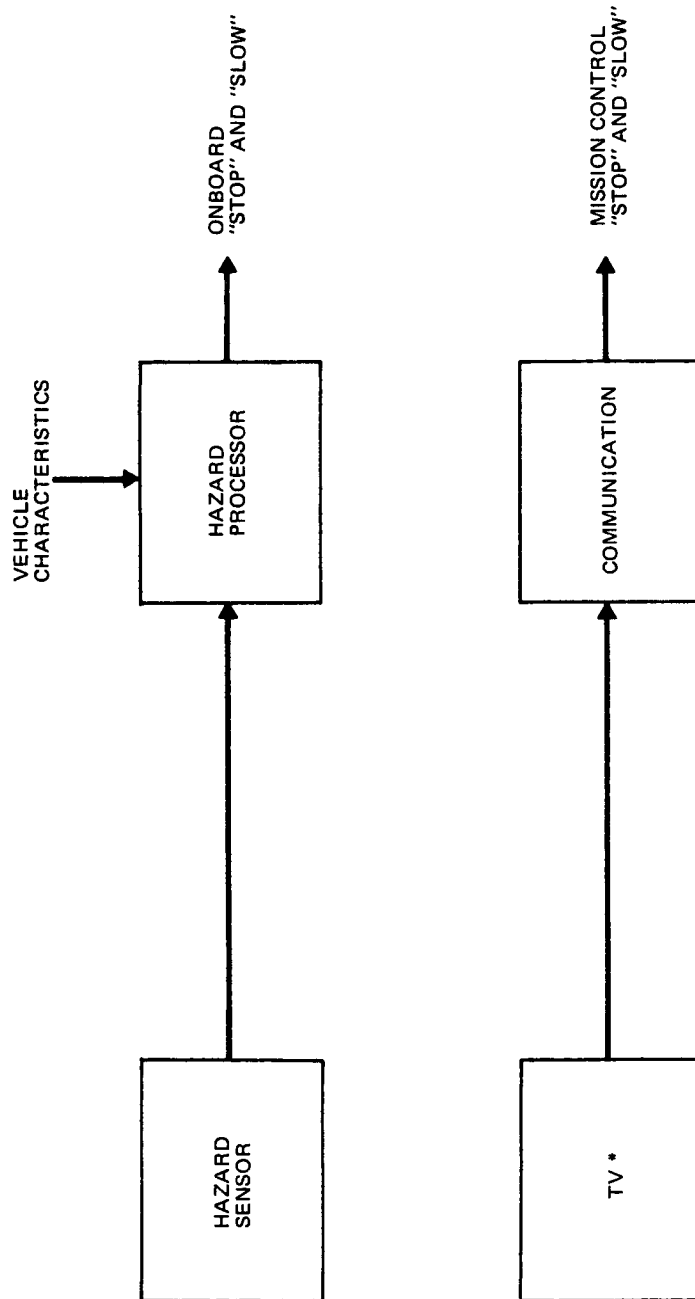 VEHICLE
CHARACTERISTICS
HAZARD
SENSOR
HAZARD
PROCESSOR
ONBOARD
"STOP" AND "SLOW"
TV *
COMMUNICATION
MISSION CONTROL
"STOP" AND "SLOW"